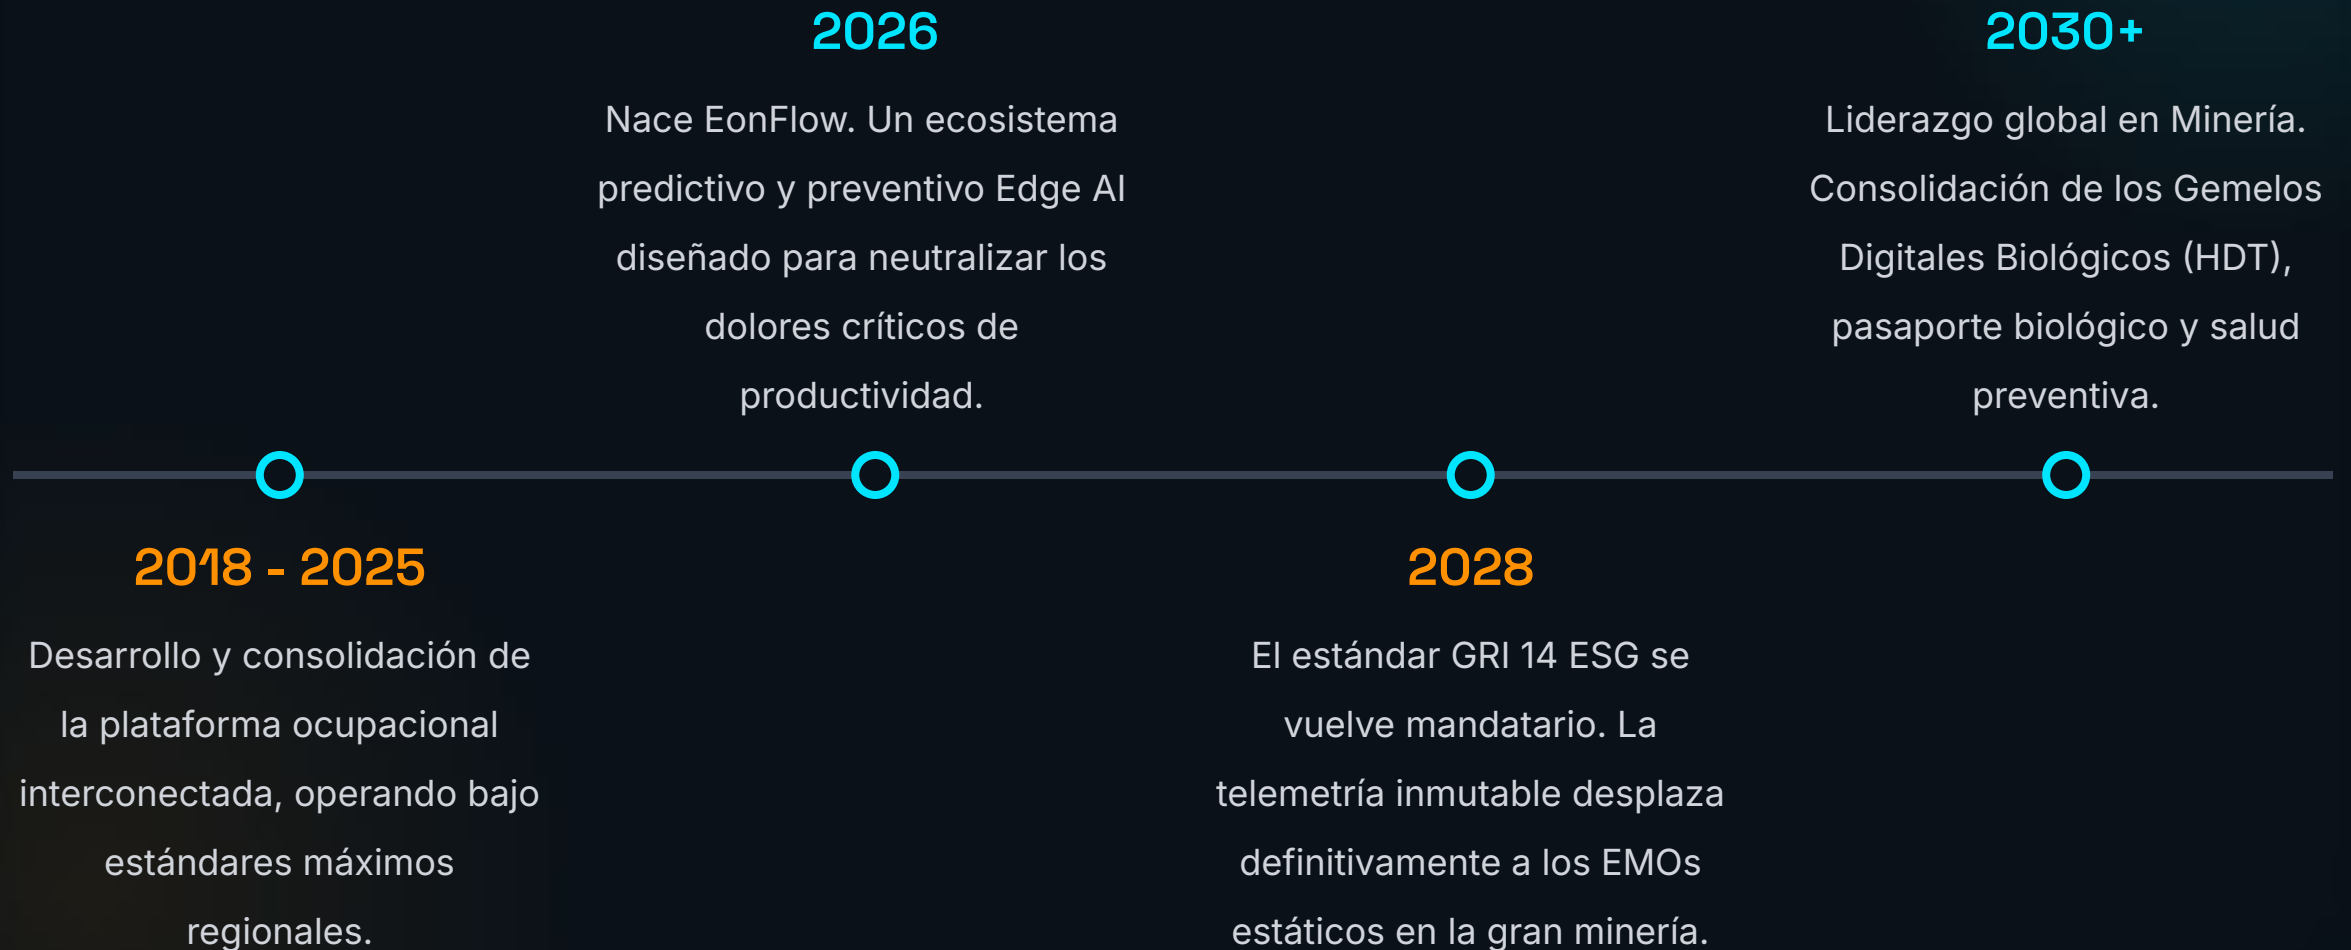 2018 - 2025
Desarrollo y consolidación de
la plataforma ocupacional
interconectada, operando bajo
estándares máximos
regionales.
2026
Nace EonFlow. Un ecosistema
predictivo y preventivo Edge AI
diseñado para neutralizar los
dolores críticos de
productividad.
2028
El estándar GRI 14 ESG se
vuelve mandatario. La
telemetría inmutable desplaza
definitivamente a los EMOs
estáticos en la gran minería.
2030+
Liderazgo global en Minería.
Consolidación de los Gemelos
Digitales Biológicos (HDT),
pasaporte biológico y salud
preventiva.